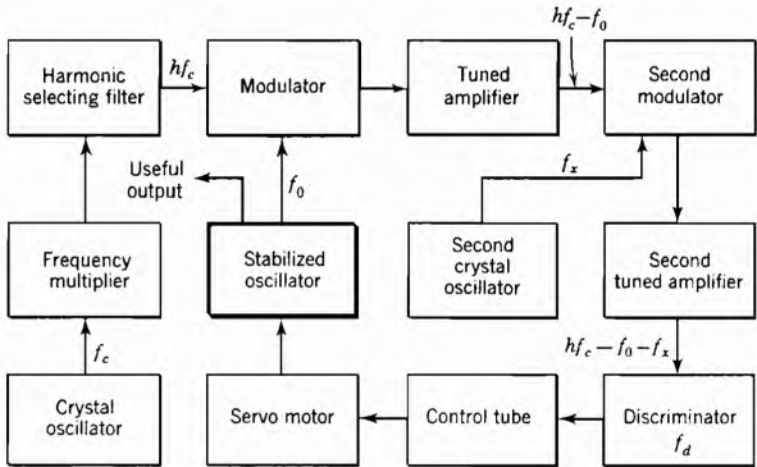 Harmonic
selecting filter
hf_c
Modulator
Tuned
amplifier
hf_c – f_0
Second
modulator
Useful
output
f_0
f_x
Frequency
multiplier
Stabilized
oscillator
Second
crystal
oscillator
Second
tuned amplifier
f_c
hf_c – f_0 – f_x
Crystal
oscillator
Servo motor
Control tube
Discriminator
f_d